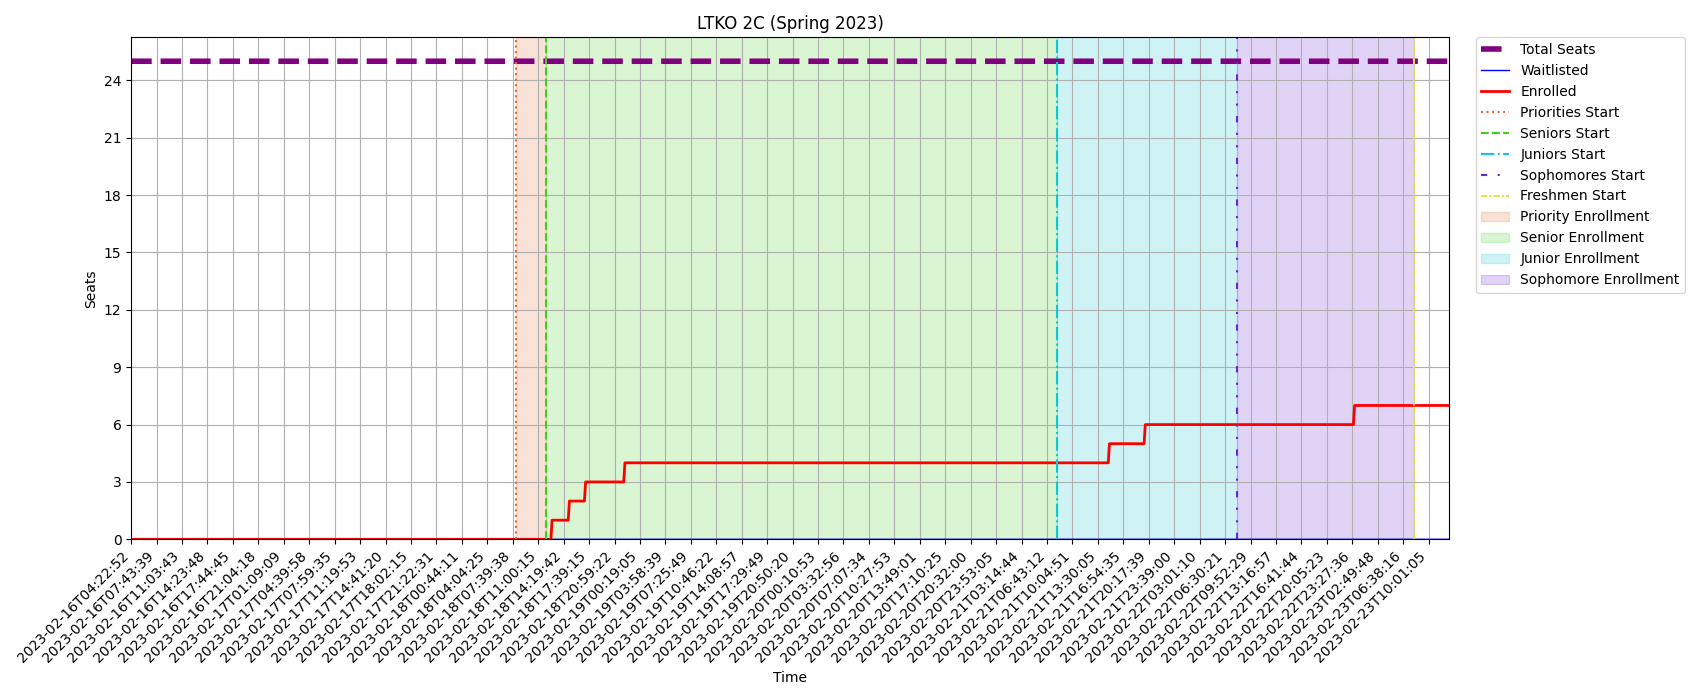 LTKO 2C (Spring 2023)
Total Seats
Waitlisted
Enrolled
Priorities Start
Seniors Start
Juniors Start
Sophomores Start
Freshmen Start
Priority Enrollment
Senior Enrollment
Junior Enrollment
Sophomore Enrollment
Seats
24
21
18
15
12
9
6
3
0
2023-02-16T04:22:52
2023-02-16T07:43:39
2023-02-16T11:03:43
2023-02-16T14:23:48
2023-02-16T17:44:45
2023-02-16T21:04:18
2023-02-17T01:09:09
2023-02-17T04:39:58
2023-02-17T07:59:35
2023-02-17T11:19:53
2023-02-17T14:41:20
2023-02-17T18:02:15
2023-02-17T21:22:31
2023-02-18T00:44:11
2023-02-18T04:04:25
2023-02-18T07:39:38
2023-02-18T11:00:15
2023-02-18T14:19:42
2023-02-18T17:39:15
2023-02-18T20:59:22
2023-02-19T00:19:05
2023-02-19T03:58:39
2023-02-19T07:25:49
2023-02-19T10:46:22
2023-02-19T14:08:57
2023-02-19T17:29:49
2023-02-19T20:50:20
2023-02-20T00:10:53
2023-02-20T03:32:56
2023-02-20T07:07:34
2023-02-20T10:27:53
2023-02-20T13:49:01
2023-02-20T17:10:25
2023-02-20T20:32:00
2023-02-20T23:53:05
2023-02-21T03:14:44
2023-02-21T06:43:12
2023-02-21T10:04:51
2023-02-21T13:30:05
2023-02-21T16:54:35
2023-02-21T20:17:39
2023-02-21T23:39:00
2023-02-22T03:01:10
2023-02-22T06:30:21
2023-02-22T09:52:29
2023-02-22T13:16:57
2023-02-22T16:41:44
2023-02-22T20:05:23
2023-02-22T23:27:36
2023-02-23T02:49:48
2023-02-23T06:38:16
2023-02-23T10:01:05
Time